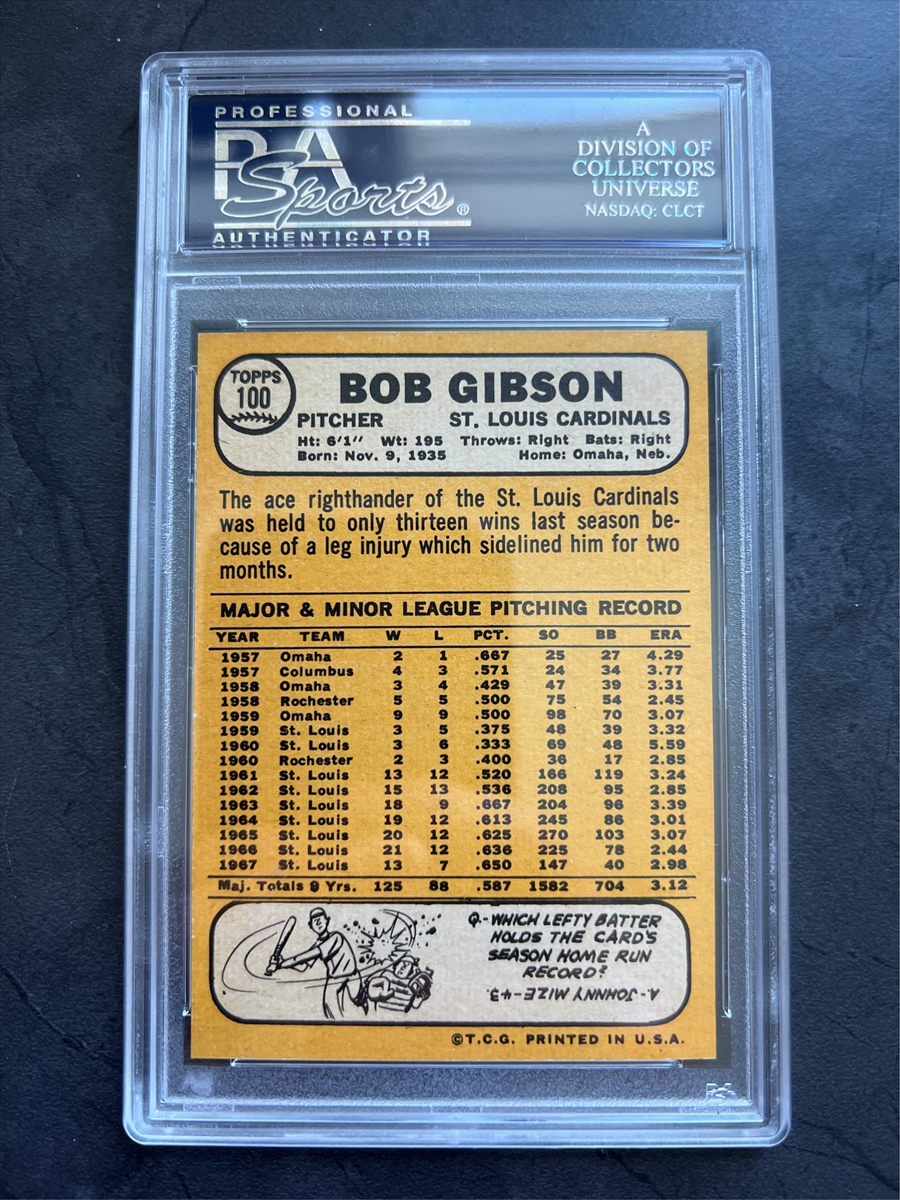 PROFESSIONAL
PSA
Sports®
AUTHENTICATOR
A
DIVISION OF
COLLECTORS
UNIVERSE
NASDAQ: CLCT
TOPPS
100
BOB GIBSON
PITCHER ST. LOUIS CARDINALS
Ht: 6'1" Wt: 195 Throws: Right Bats: Right
Born: Nov. 9, 1935 Home: Omaha, Neb.
The ace righthander of the St. Louis Cardinals
was held to only thirteen wins last season be-
cause of a leg injury which sidelined him for two
months.
MAJOR & MINOR LEAGUE PITCHING RECORD
YEAR TEAM W L PCT. SO BB ERA
1957 Omaha 2 1 .667 25 27 4.29
1957 Columbus 4 3 .571 24 34 3.77
1958 Omaha 3 4 .429 47 39 3.31
1958 Rochester 5 5 .500 75 54 2.45
1959 Omaha 9 9 .500 98 70 3.07
1959 St. Louis 3 5 .375 48 39 3.32
1960 St. Louis 3 6 .333 69 48 5.59
1960 Rochester 2 3 .400 36 17 2.85
1961 St. Louis 13 12 .520 166 119 3.24
1962 St. Louis 15 13 .536 208 95 2.85
1963 St. Louis 18 9 .667 204 96 3.39
1964 St. Louis 19 12 .613 245 86 3.01
1965 St. Louis 20 12 .625 270 103 3.07
1966 St. Louis 21 12 .636 225 78 2.44
1967 St. Louis 13 7 .650 147 40 2.98
Maj. Totals 9 Yrs. 125 88 .587 1582 704 3.12
Q.- WHICH LEFTY BATTER
HOLDS THE CARD'S
SEASON HOME RUN
RECORD?
A.- JOHNNY MIZE-43.
©T.C.G. PRINTED IN U.S.A.
PSA